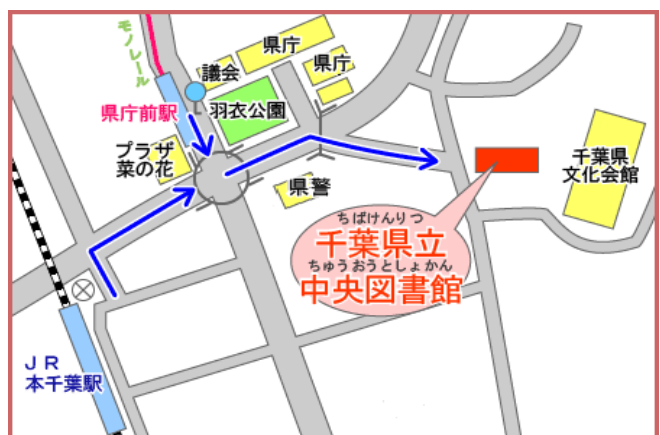 モノレール
県庁
議会
県庁
県庁前駅
羽衣公園
プラザ
菜の花
県警
千葉県
文化会館
ちばけんりつ
千葉県立
ちゅうおうとしょかん
中央図書館
ＪＲ
本千葉駅